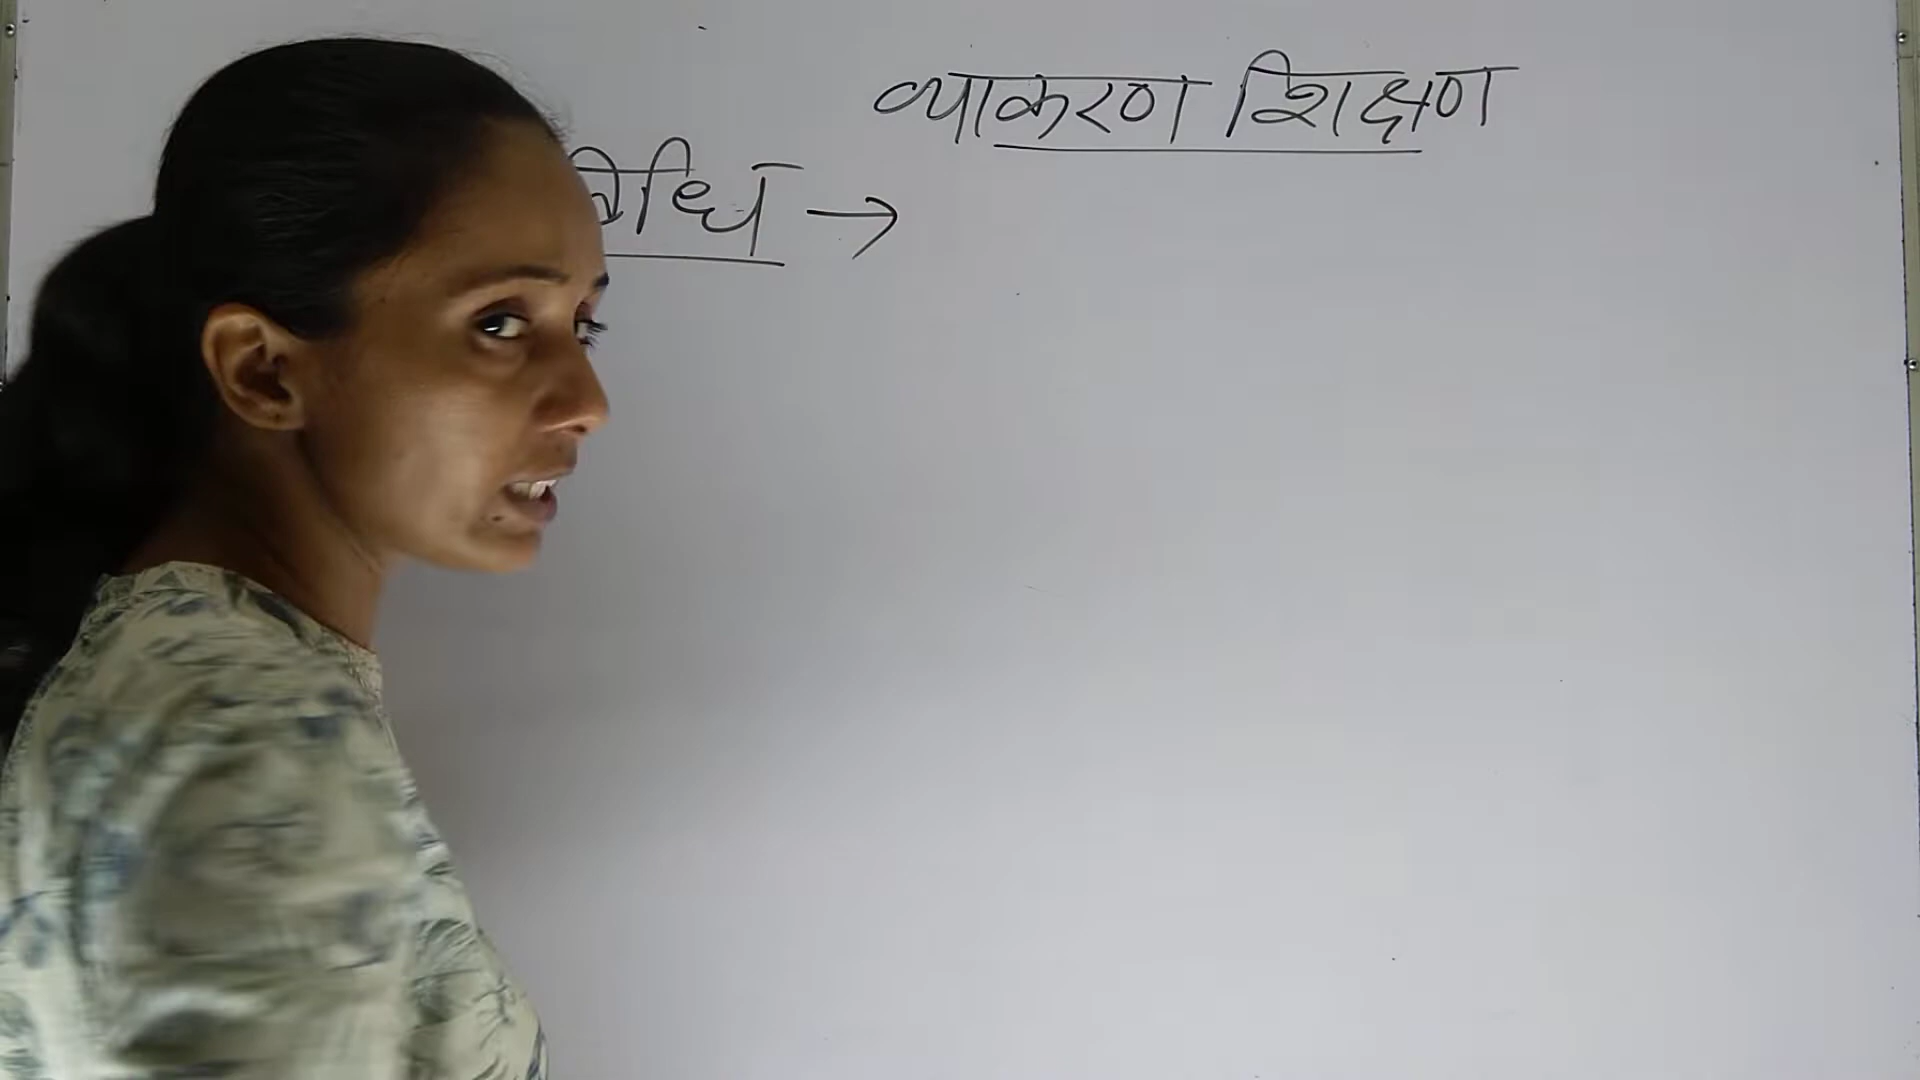 व्याकरण शिक्षण
विधि →